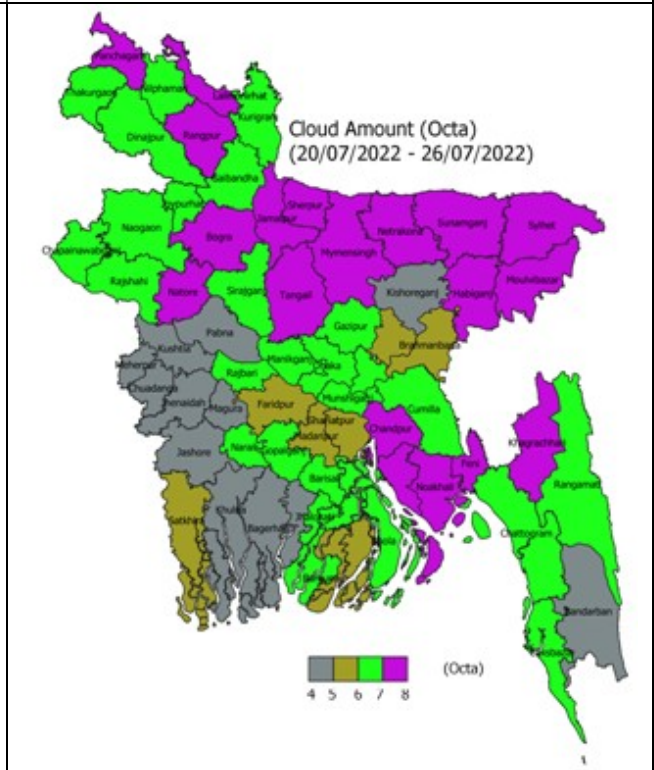 Panchagarh
Thakurgaon
Nilphamari
Lalmonirhat
Kurigram
Dinajpur
Rangpur
Cloud Amount (Octa)
(20/07/2022 - 26/07/2022)
Gaibandha
Joypurhat
Naogaon
Bogra
Jamalpur
Sherpur
Netrakona
Sunamganj
Sylhet
Mymensingh
Chapainawabganj
Rajshahi
Natore
Sirajganj
Tangail
Kishoreganj
Habiganj
Moulvibazar
Pabna
Gazipur
Brahmanbaria
Kushtia
Meherpur
Manikganj
Dhaka
Rajbari
Chuadanga
Jhenaidah
Magura
Faridpur
Munshiganj
Cumilla
Shariatpur
Madaripur
Chandpur
Khagrachhari
Jashore
Narail
Gopalganj
Feni
Rangamati
Barisal
Noakhali
Satkhira
Khulna
Bagerhat
Bhola
Chattogram
Bandarban
(Octa)
4 5 6 7 8